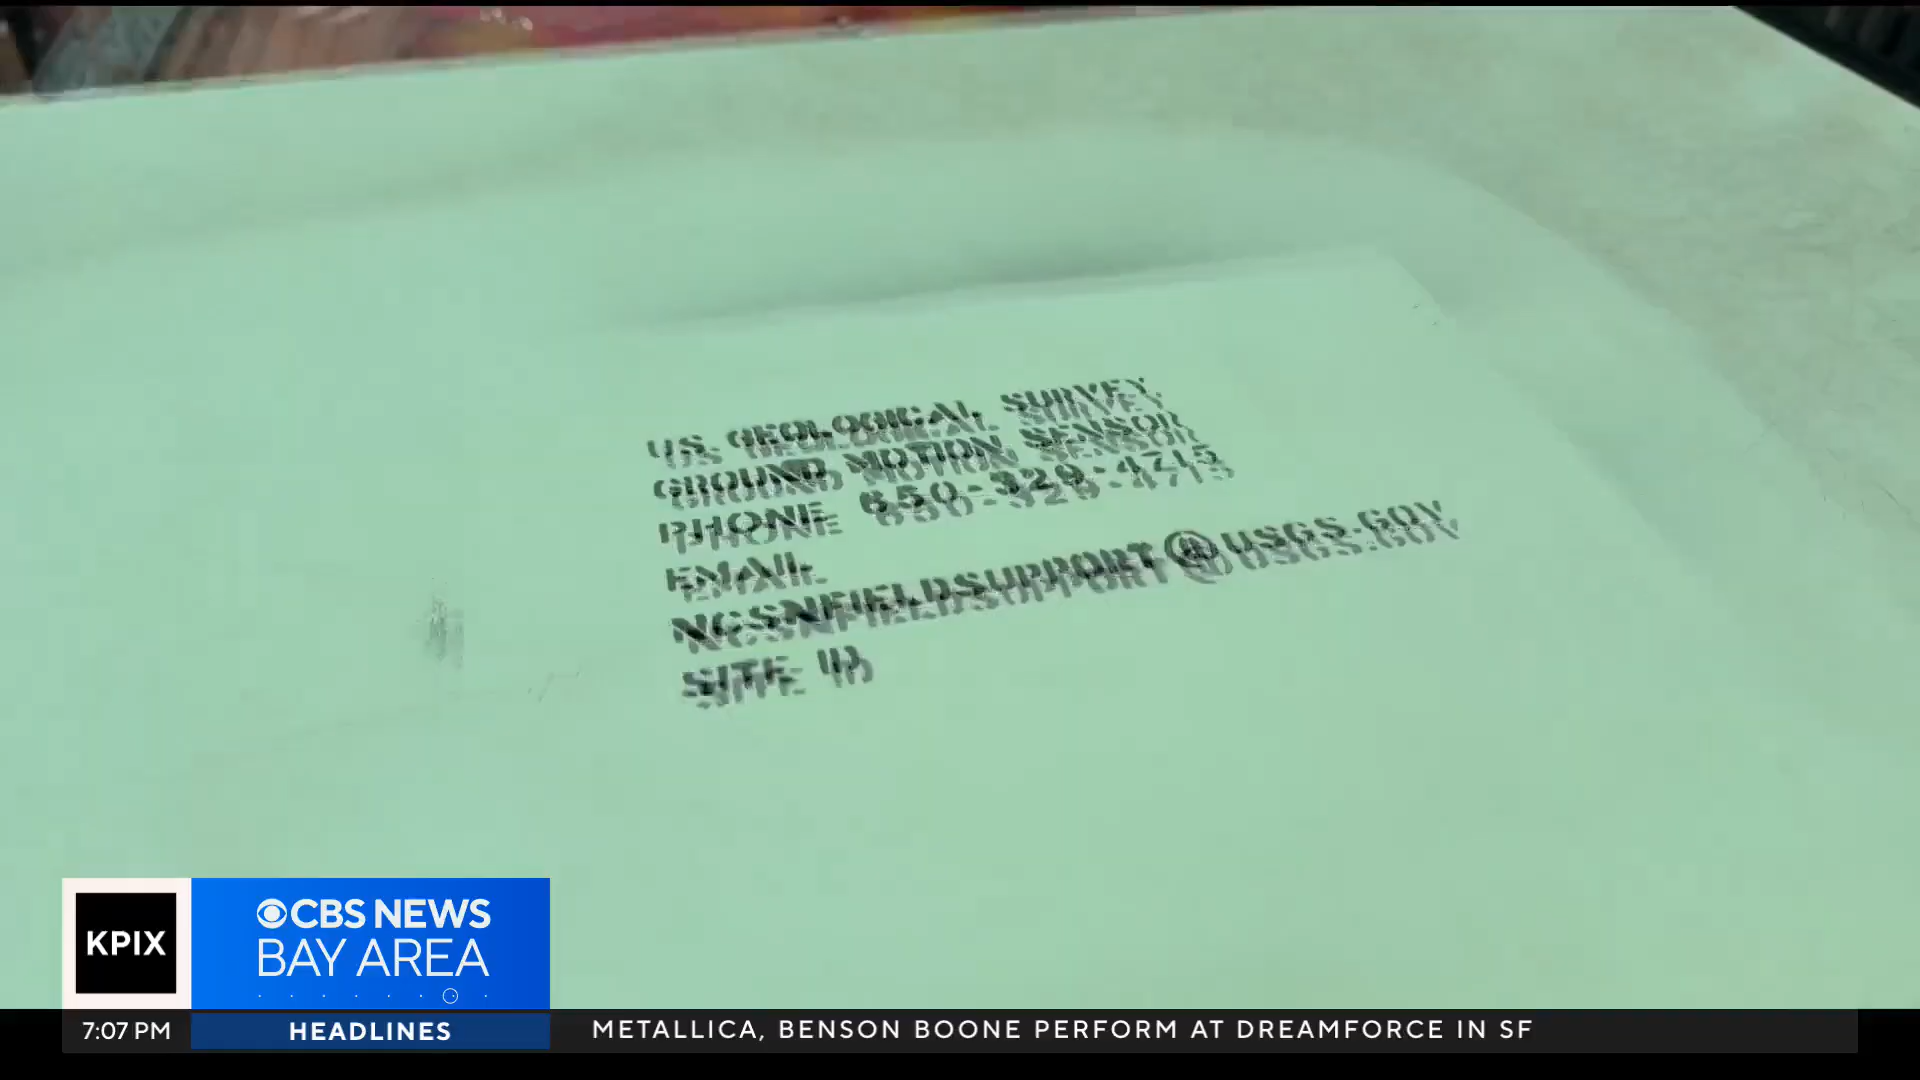 U.S. GEOLOGICAL SURVEY
GROUND MOTION SENSOR
PHONE 650-329-4715
EMAIL
NCSNFIELDSUPPORT@USGS.GOV
SITE ID
KPIX
CBS NEWS
BAY AREA
7:07 PM
HEADLINES
METALLICA, BENSON BOONE PERFORM AT DREAMFORCE IN SF